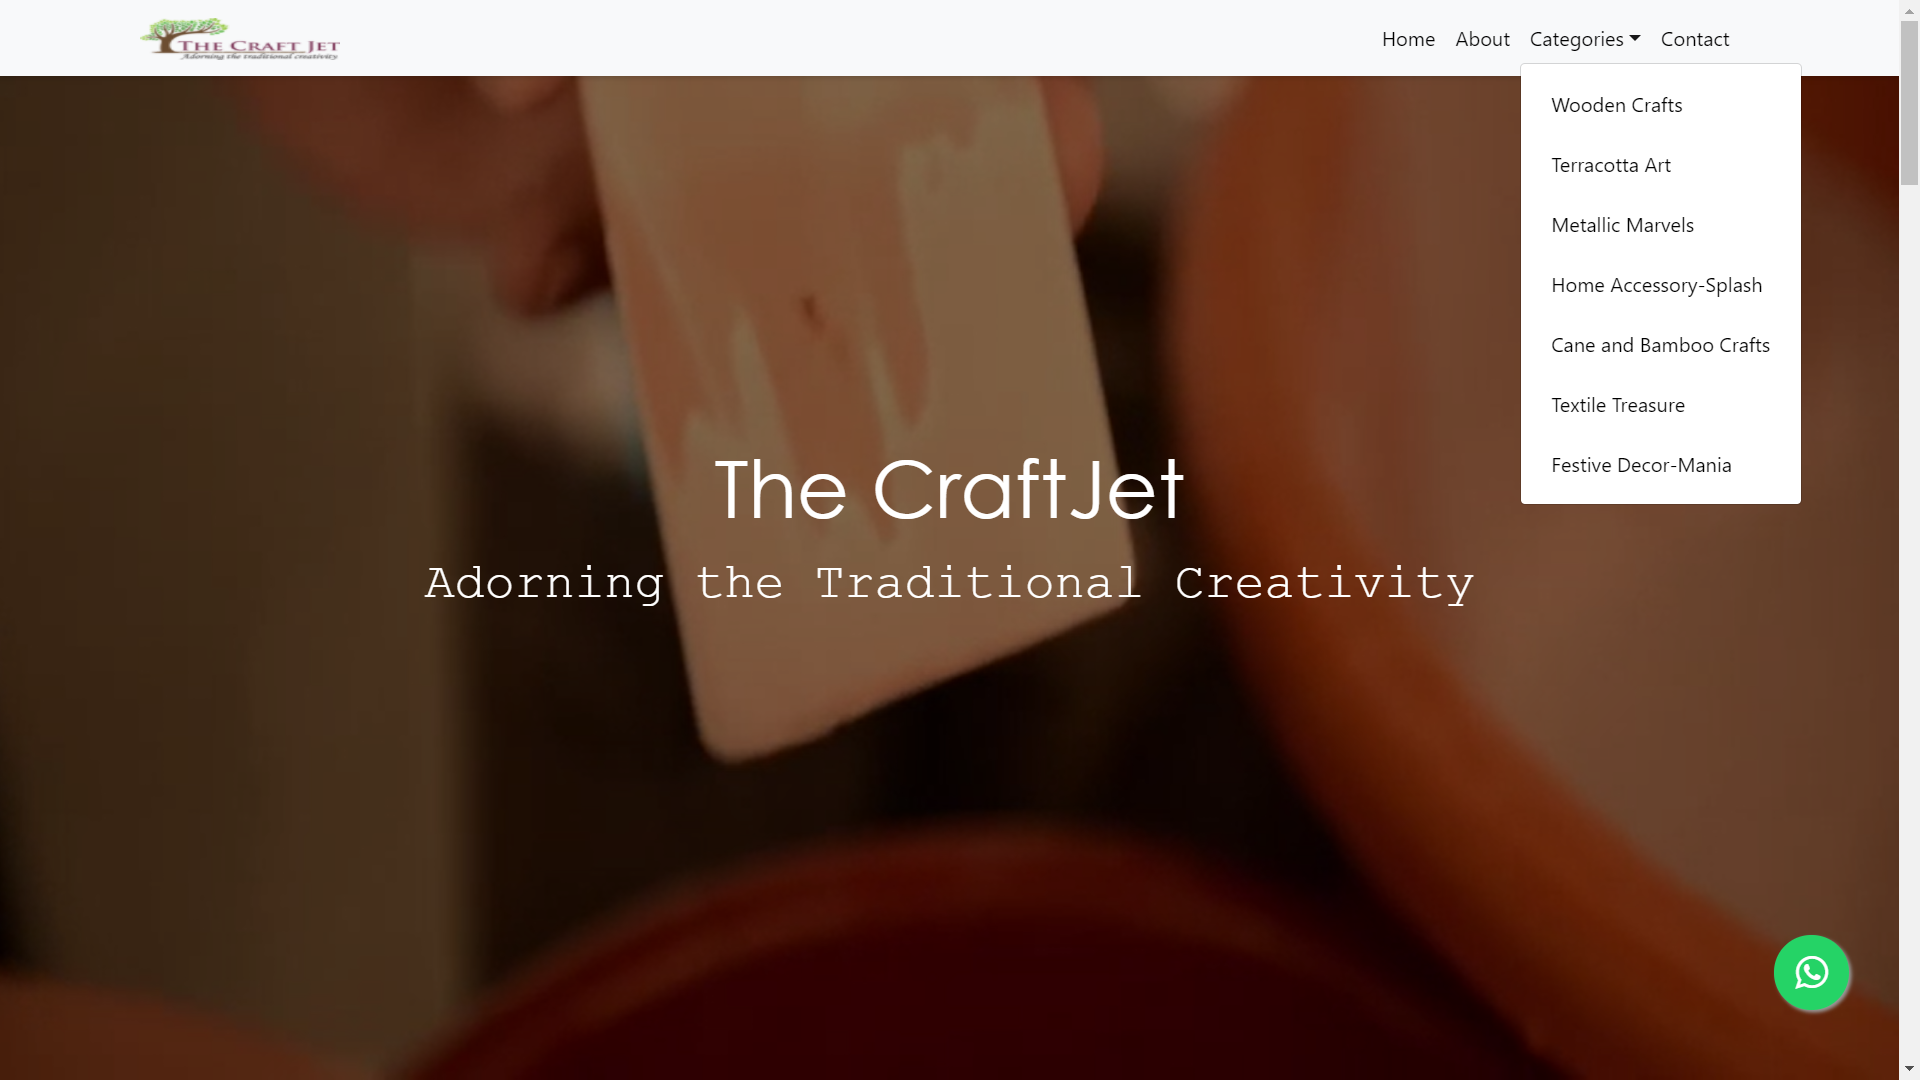 THE CRAFT JET
Adorning the traditional creativity
Home
About
Categories
Contact
Wooden Crafts
Terracotta Art
Metallic Marvels
Home Accessory-Splash
Cane and Bamboo Crafts
Textile Treasure
Festive Decor-Mania
The CraftJet
Adorning the Traditional Creativity